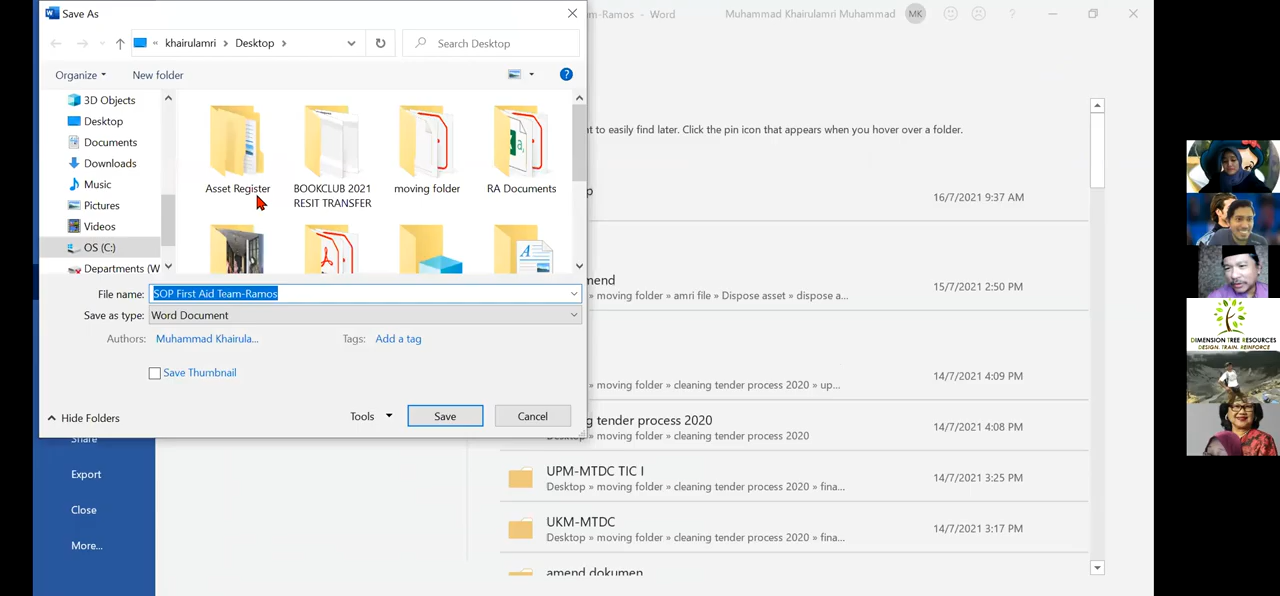 Save As
m-Ramos - Word
Muhammad Khairulamri Muhammad
MK
?
« khairulamri > Desktop >
Search Desktop
Organize
New folder
?
3D Objects
Desktop
Documents
Downloads
Music
Pictures
Videos
OS (C:)
Departments (W
Asset Register
BOOKCLUB 2021
RESIT TRANSFER
moving folder
RA Documents
File name:
SOP First Aid Team-Ramos
Save as type:
Word Document
Authors:
Muhammad Khairula...
Tags:
Add a tag
Save Thumbnail
Hide Folders
Tools
Save
Cancel
Share
Export
Close
More...
nt to easily find later. Click the pin icon that appears when you hover over a folder.
p
16/7/2021 9:37 AM
mend
» moving folder » amri file » Dispose asset » dispose a...
15/7/2021 2:50 PM
» moving folder » cleaning tender process 2020 » up...
14/7/2021 4:09 PM
g tender process 2020
Desktop » moving folder » cleaning tender process 2020
14/7/2021 4:08 PM
UPM-MTDC TIC I
Desktop » moving folder » cleaning tender process 2020 » fina...
14/7/2021 3:25 PM
UKM-MTDC
Desktop » moving folder » cleaning tender process 2020 » fina...
14/7/2021 3:17 PM
amend dokumen
DIMENSION TREE RESOURCES
DESIGN. TRAIN. REINFORCE